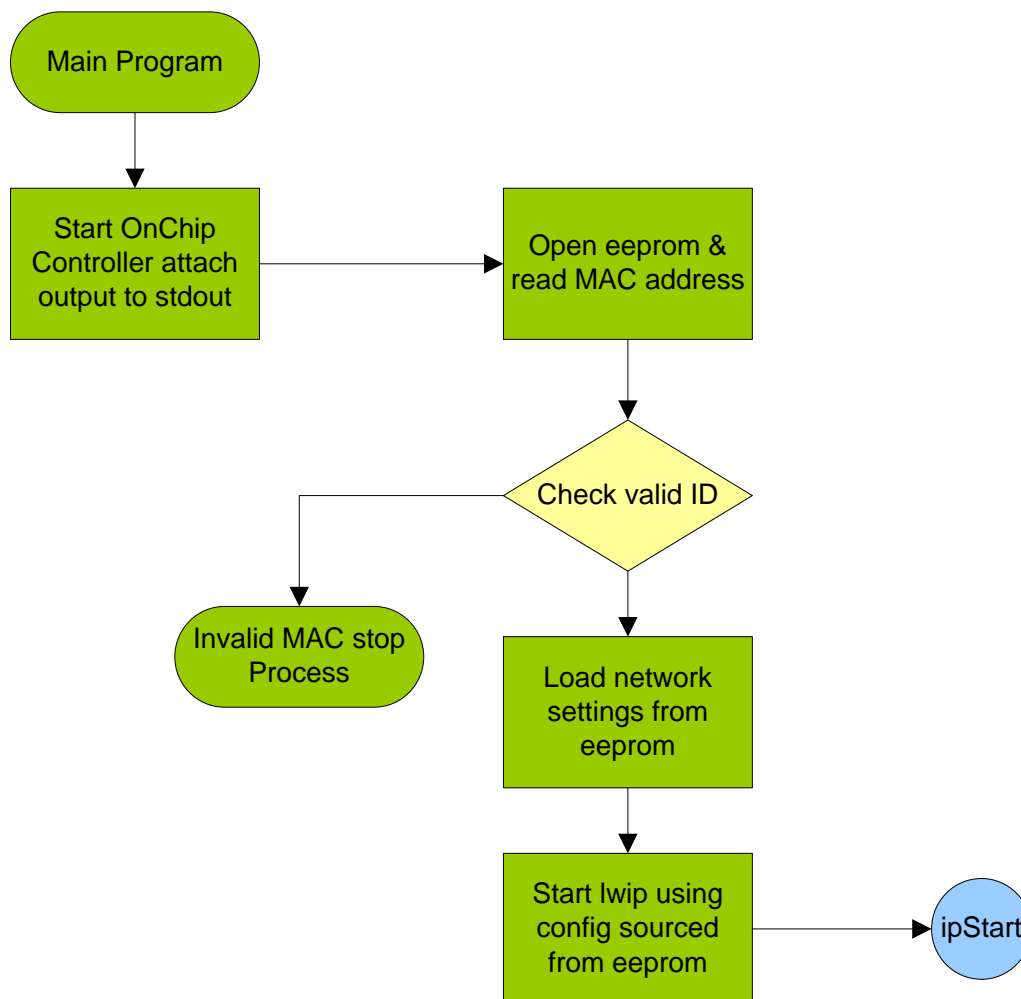 Main Program
Start OnChip
Controller attach
output to stdout
Open eeprom &
read MAC address
Check valid ID
Invalid MAC stop
Process
Load network
settings from
eeprom
Start lwip using
config sourced
from eeprom
ipStart